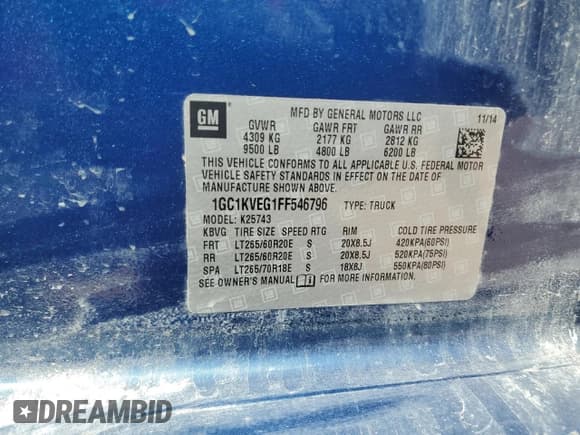 GM
MFD BY GENERAL MOTORS LLC
11/14
GVWR GAWR FRT GAWR RR
4309 KG 2177 KG 2812 KG
9500 LB 4800 LB 6200 LB
THIS VEHICLE CONFORMS TO ALL APPLICABLE U.S. FEDERAL MOTOR
VEHICLE SAFETY STANDARDS IN EFFECT ON THE DATE OF
MANUFACTURE SHOWN ABOVE.
1GC1KVEG1FF546796 TYPE: TRUCK
MODEL: K25743
KBVG TIRE SIZE SPEED RTG RIM COLD TIRE PRESSURE
FRT LT265/60R20E S 20X8.5J 420KPA(60PSI)
RR LT265/60R20E S 20X8.5J 520KPA(75PSI)
SPA LT265/70R18E S 18X8J 550KPA(80PSI)
SEE OWNER'S MANUAL FOR MORE INFORMATION.
DREAMBID